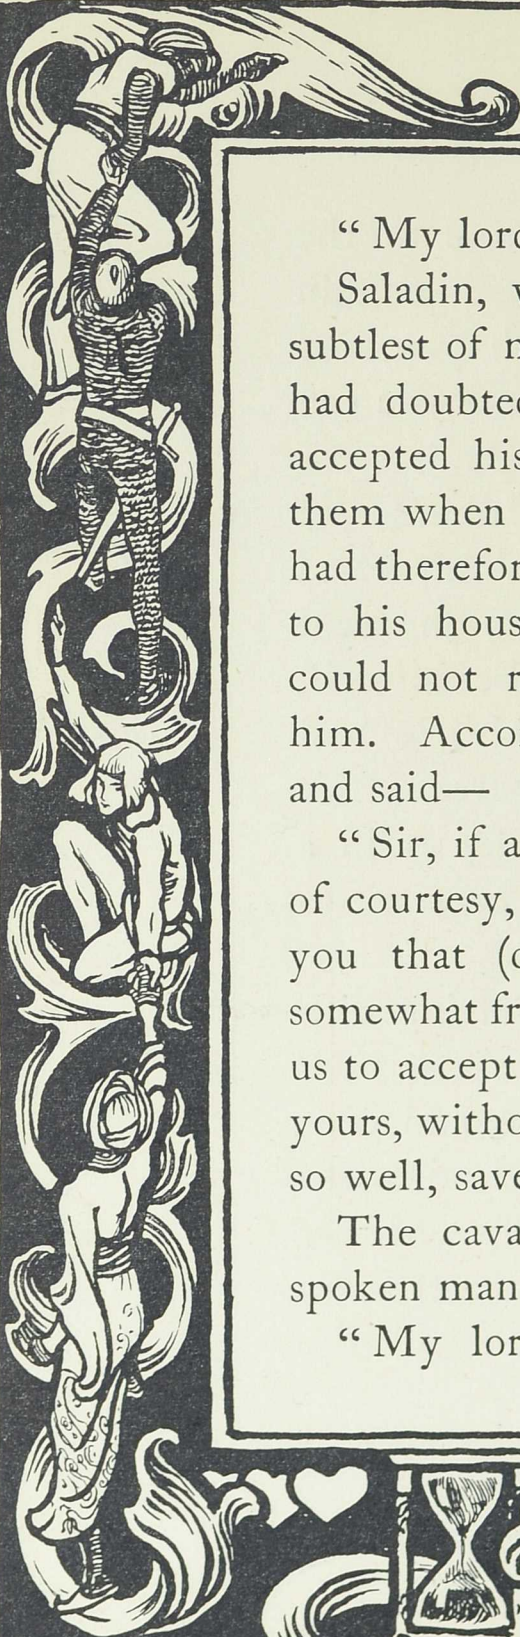 “ My lord
Saladin,
subtlest of
had doubted
accepted his
them when
had therefor
to his hous
could not
him. Acco
and said—
“ Sir, if a
of courtesy,
you that
somewhat fr
us to accept
yours, witho
so well, save
The cava
spoken man
“ My lor